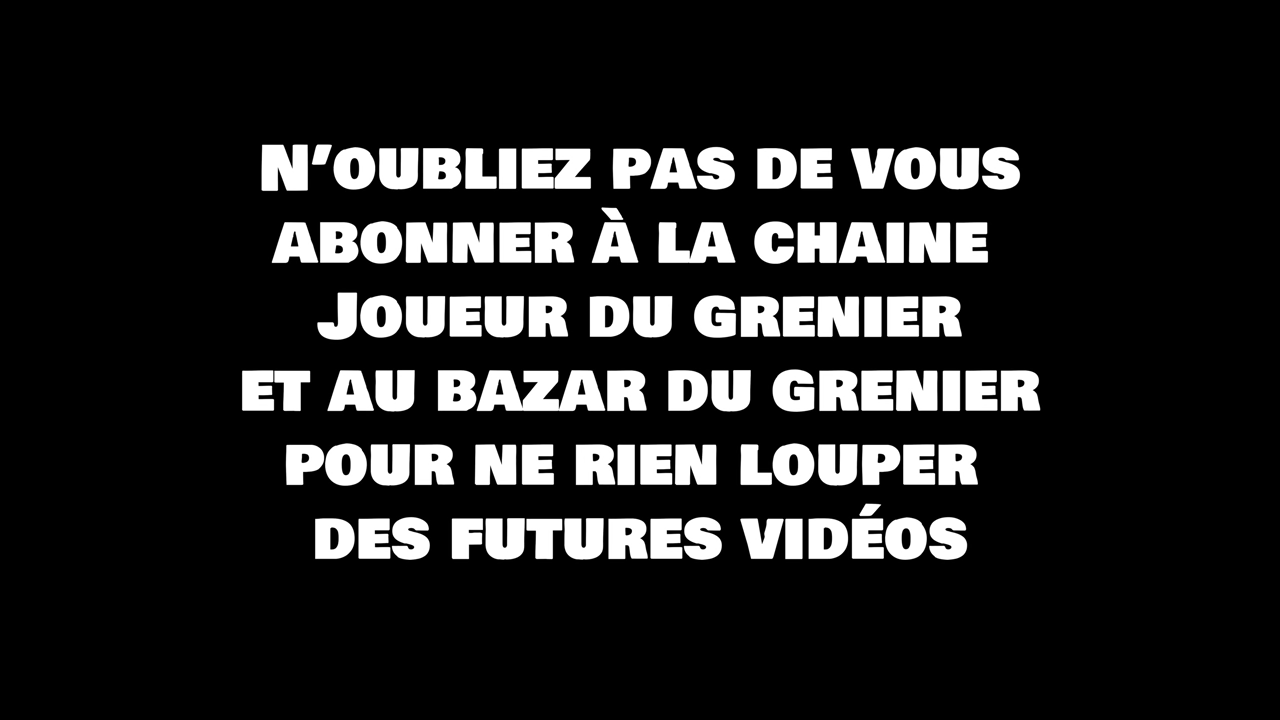 N'oubliez pas de vous
abonner à la chaine
Joueur du grenier
et au bazar du grenier
pour ne rien louper
des futures vidéos